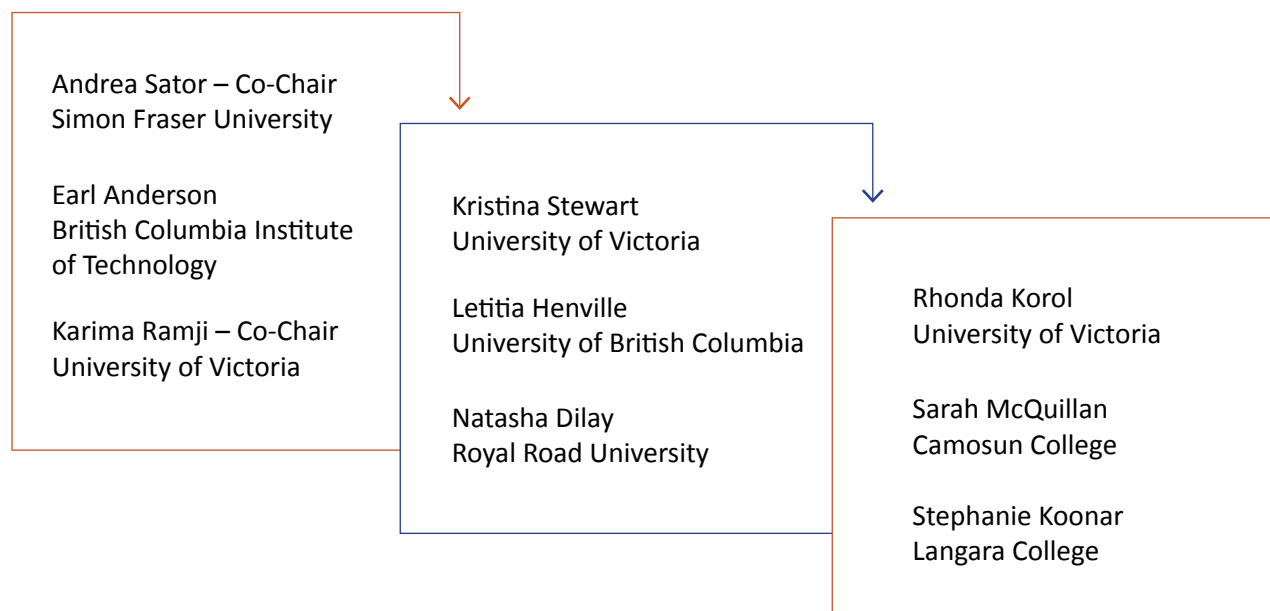 Andrea Sator – Co-Chair
Simon Fraser University
Earl Anderson
British Columbia Institute
of Technology
Karima Ramji – Co-Chair
University of Victoria
Kristina Stewart
University of Victoria
Letitia Henville
University of British Columbia
Natasha Dilay
Royal Road University
Rhonda Korol
University of Victoria
Sarah McQuillan
Camosun College
Stephanie Koonar
Langara College